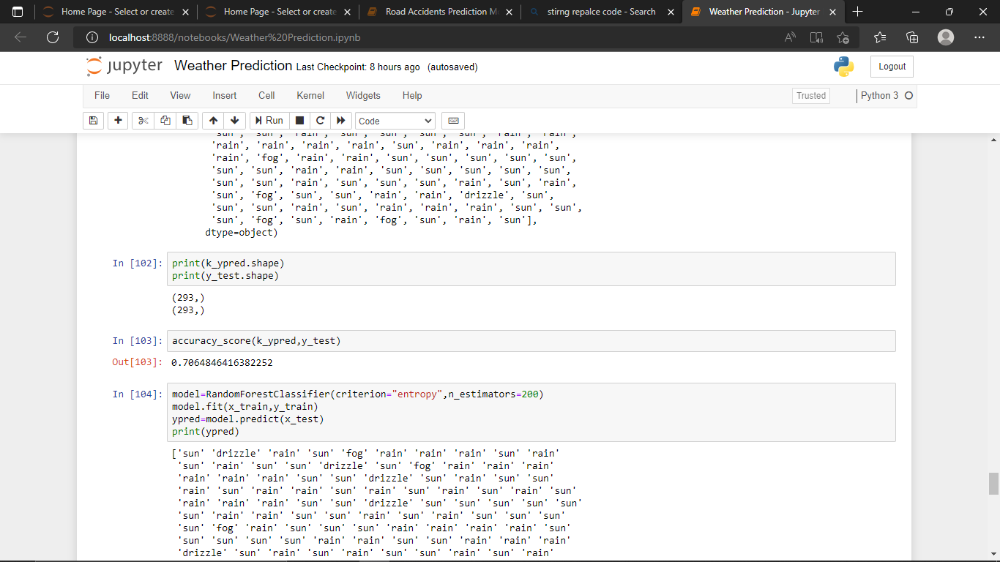 Home Page - Select or create
Home Page - Select or create
Road Accidents Prediction M
stirng repalce code - Search
Weather Prediction - Jupyter
localhost:8888/notebooks/Weather%20Prediction.ipynb
jupyter Weather Prediction Last Checkpoint: 8 hours ago (autosaved)
Logout
File Edit View Insert Cell Kernel Widgets Help
Trusted
Python 3
Run
Code
'sun', 'sun', 'rain', 'sun', 'sun', 'sun', 'sun', 'rain', 'rain',
'rain', 'rain', 'rain', 'rain', 'sun', 'rain', 'rain', 'rain',
'rain', 'fog', 'rain', 'rain', 'sun', 'sun', 'sun', 'sun', 'sun',
'sun', 'sun', 'rain', 'rain', 'sun', 'sun', 'sun', 'sun', 'sun',
'sun', 'sun', 'rain', 'sun', 'sun', 'sun', 'rain', 'sun', 'rain',
'sun', 'fog', 'sun', 'sun', 'rain', 'rain', 'drizzle', 'sun',
'sun', 'sun', 'rain', 'sun', 'rain', 'rain', 'rain', 'sun', 'sun',
'sun', 'fog', 'sun', 'rain', 'fog', 'sun', 'rain', 'sun'],
dtype=object)
In [102]: print(k_ypred.shape)
print(y_test.shape)
(293,)
(293,)
In [103]: accuracy_score(k_ypred,y_test)
Out[103]: 0.7064846416382252
In [104]: model=RandomForestClassifier(criterion="entropy",n_estimators=200)
model.fit(x_train,y_train)
ypred=model.predict(x_test)
print(ypred)
['sun' 'drizzle' 'rain' 'sun' 'fog' 'rain' 'rain' 'rain' 'sun' 'rain'
'sun' 'rain' 'sun' 'sun' 'drizzle' 'sun' 'fog' 'rain' 'rain' 'rain'
'rain' 'rain' 'rain' 'sun' 'sun' 'drizzle' 'sun' 'rain' 'sun' 'sun'
'rain' 'sun' 'rain' 'rain' 'sun' 'rain' 'sun' 'rain' 'sun' 'rain' 'sun'
'rain' 'rain' 'rain' 'sun' 'sun' 'drizzle' 'sun' 'sun' 'sun' 'sun' 'sun'
'sun' 'rain' 'rain' 'sun' 'sun' 'rain' 'sun' 'rain' 'sun' 'sun' 'sun'
'sun' 'fog' 'rain' 'sun' 'sun' 'sun' 'rain' 'rain' 'rain' 'rain' 'sun'
'sun' 'sun' 'sun' 'sun' 'rain' 'rain' 'sun' 'sun' 'rain' 'rain' 'rain'
'drizzle' 'sun' 'rain' 'sun' 'rain' 'sun' 'sun' 'rain' 'sun' 'rain'